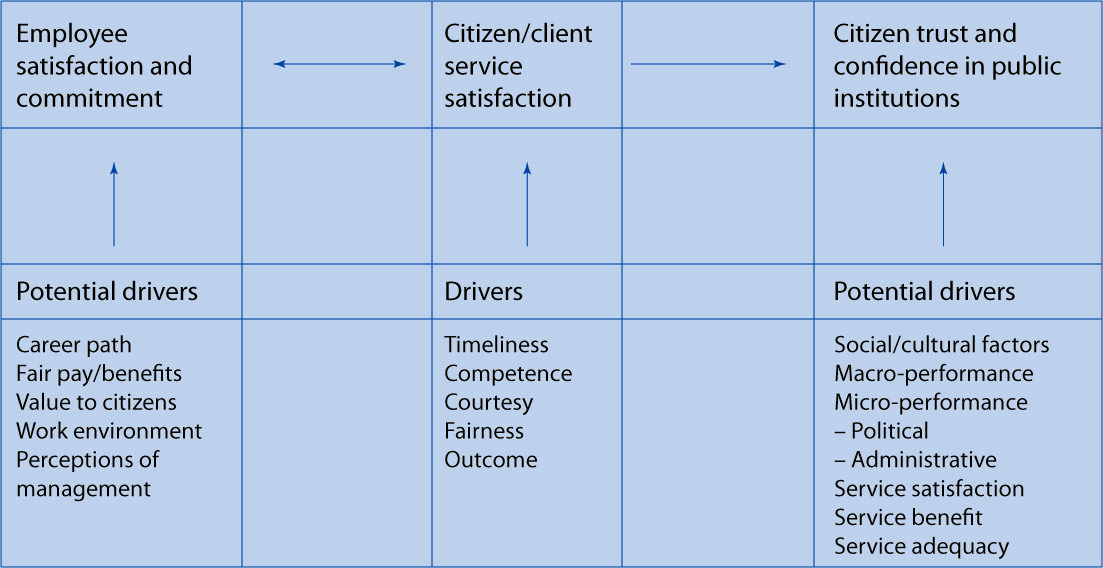 Employee
satisfaction and
commitment
Citizen/client
service
satisfaction
Citizen trust and
confidence in public
institutions
Potential drivers
Drivers
Potential drivers
Career path
Fair pay/benefits
Value to citizens
Work environment
Perceptions of
management
Timeliness
Competence
Courtesy
Fairness
Outcome
Social/cultural factors
Macro-performance
Micro-performance
– Political
– Administrative
Service satisfaction
Service benefit
Service adequacy